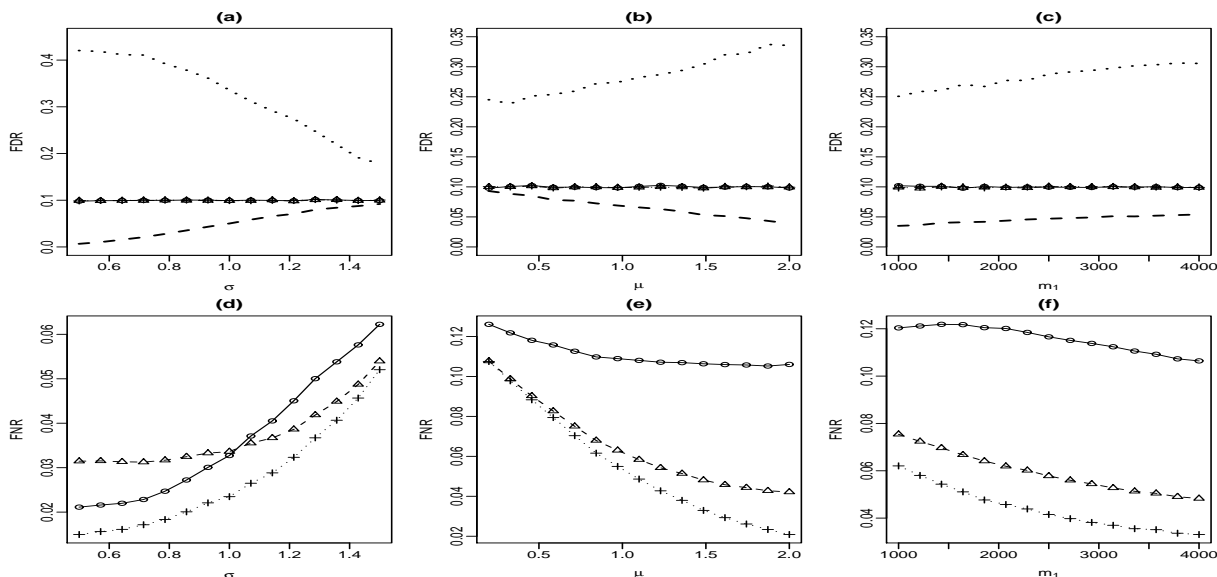 (a)
FDR
0.0 0.1 0.2 0.3 0.4
0.6 0.8 1.0 1.2 1.4
σ
(b)
FDR
0.00 0.05 0.10 0.15 0.20 0.25 0.30 0.35
0.5 1.0 1.5 2.0
μ
(c)
FDR
0.00 0.05 0.10 0.15 0.20 0.25 0.30 0.35
1000 2000 3000 4000
m₁
(d)
FNR
0.02 0.03 0.04 0.05 0.06
0.6 0.8 1.0 1.2 1.4
σ
(e)
FNR
0.02 0.04 0.06 0.08 0.10 0.12
0.5 1.0 1.5 2.0
μ
(f)
FNR
0.04 0.06 0.08 0.10 0.12
1000 2000 3000 4000
m₁